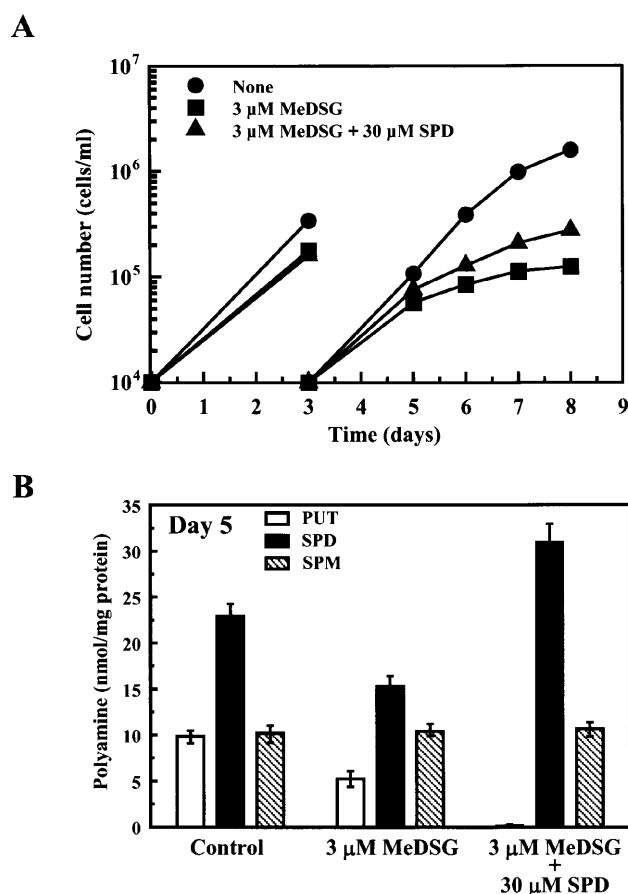 A
10^7
10^6
10^5
10^4
Cell number (cells/ml)
None
3 µM MeDSG
3 µM MeDSG + 30 µM SPD
0 1 2 3 4 5 6 7 8 9
Time (days)
B
35
30
25
20
15
10
5
0
Polyamine (nmol/mg protein)
Day 5
PUT
SPD
SPM
Control
3 µM MeDSG
3 µM MeDSG
+
30 µM SPD